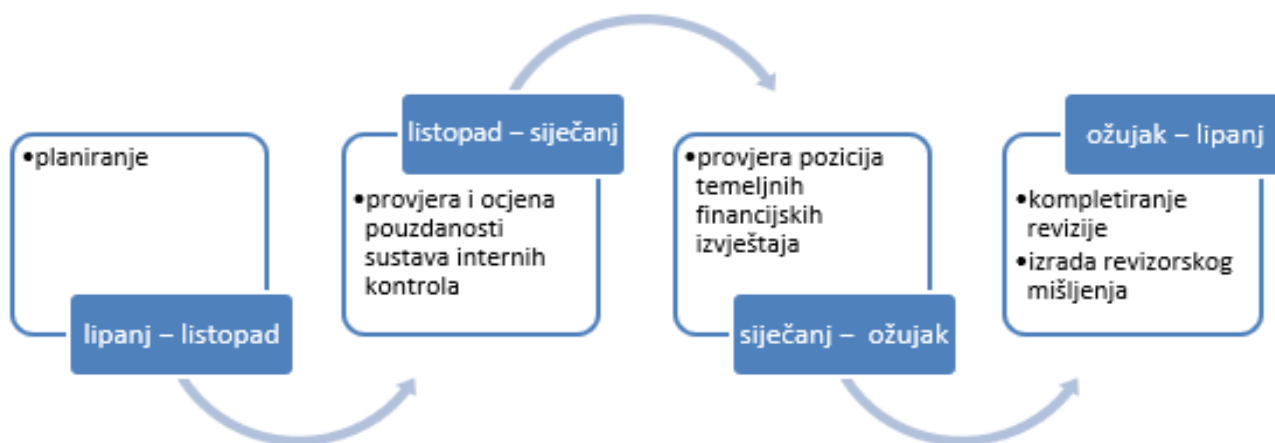 •planiranje
lipanj – listopad
listopad – siječanj
•provjera i ocjena
pouzdanosti
sustava internih
kontrola
•provjera pozicija
temeljnih
financijskih
izvještaja
siječanj –  ožujak
ožujak – lipanj
•kompletiranje
revizije
•izrada revizorskog
mišljenja